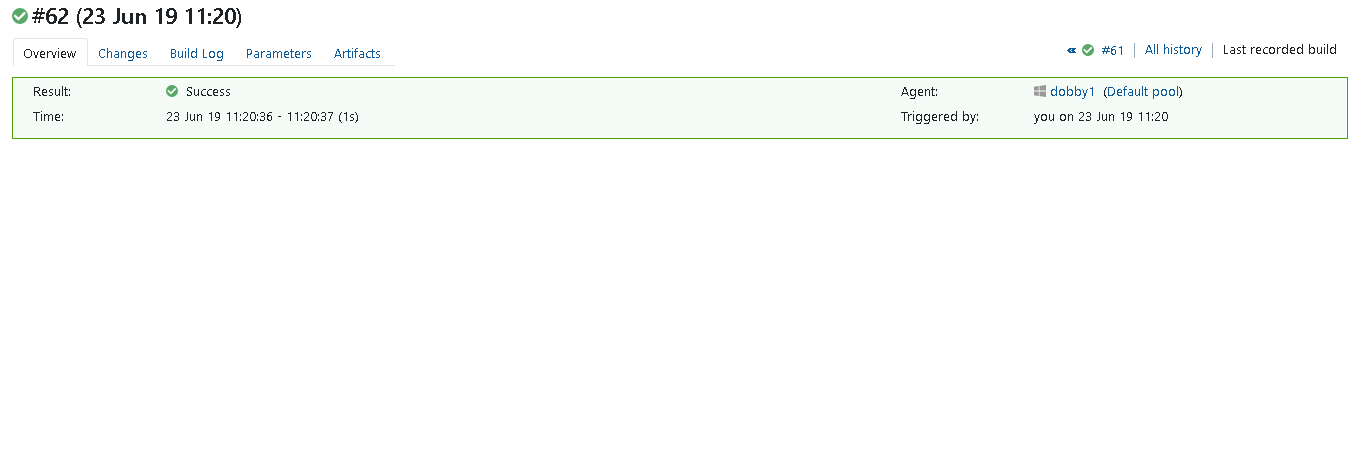 #62 (23 Jun 19 11:20)
Overview Changes Build Log Parameters Artifacts
« #61 | All history | Last recorded build
Result: Success
Agent: dobby1 (Default pool)
Time: 23 Jun 19 11:20:36 - 11:20:37 (1s)
Triggered by: you on 23 Jun 19 11:20